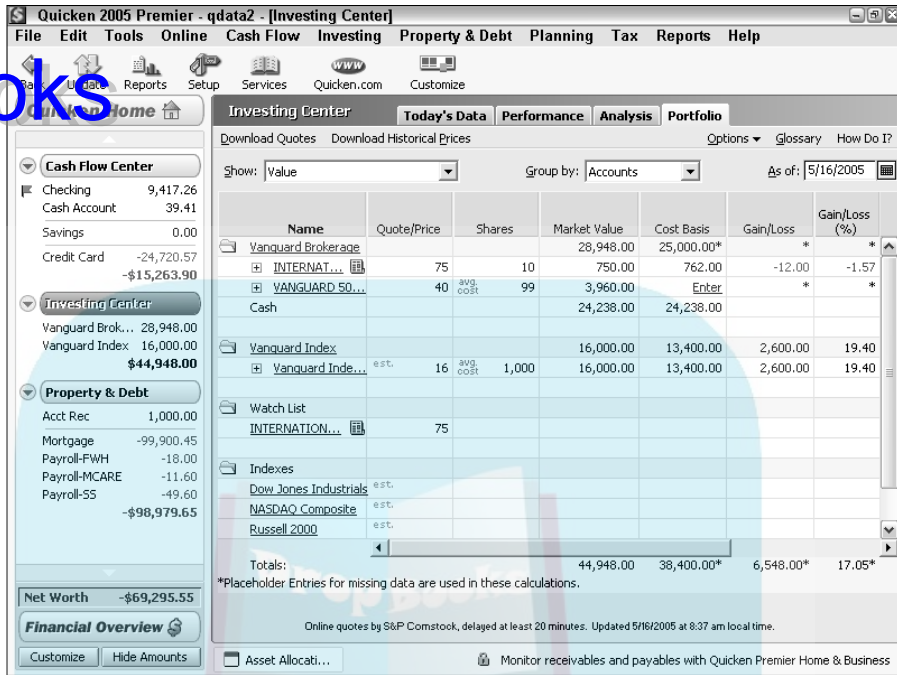 Quicken 2005 Premier - qdata2 - [Investing Center]
File Edit Tools Online Cash Flow Investing Property & Debt Planning Tax Reports Help
oks
Back Update Reports Setup Services Quicken.com Customize
Quicken Home
Investing Center Today's Data Performance Analysis Portfolio
Download Quotes Download Historical Prices Options Glossary How Do I?
Show: Value Group by: Accounts As of: 5/16/2005
Cash Flow Center
Checking 9,417.26
Cash Account 39.41
Savings 0.00
Credit Card -24,720.57
-$15,263.90
Investing Center
Vanguard Brok... 28,948.00
Vanguard Index 16,000.00
$44,948.00
Property & Debt
Acct Rec 1,000.00
Mortgage -99,900.45
Payroll-FWH -18.00
Payroll-MCARE -11.60
Payroll-SS -49.60
-$98,979.65
Net Worth -$69,295.55
Financial Overview
Customize Hide Amounts
Name Quote/Price Shares Market Value Cost Basis Gain/Loss Gain/Loss (%)
Vanguard Brokerage 28,948.00 25,000.00* * *
INTERNAT... 75 10 750.00 762.00 -12.00 -1.57
VANGUARD 50... 40 avg. cost 99 3,960.00 Enter * *
Cash 24,238.00 24,238.00
Vanguard Index 16,000.00 13,400.00 2,600.00 19.40
Vanguard Inde... est. 16 avg. cost 1,000 16,000.00 13,400.00 2,600.00 19.40
Watch List
INTERNATION... 75
Indexes
Dow Jones Industrials est.
NASDAQ Composite est.
Russell 2000 est.
Totals: 44,948.00 38,400.00* 6,548.00* 17.05*
*Placeholder Entries for missing data are used in these calculations.
DropBooks
Online quotes by S&P Comstock, delayed at least 20 minutes. Updated 5/16/2005 at 8:37 am local time.
Asset Allocati... Monitor receivables and payables with Quicken Premier Home & Business